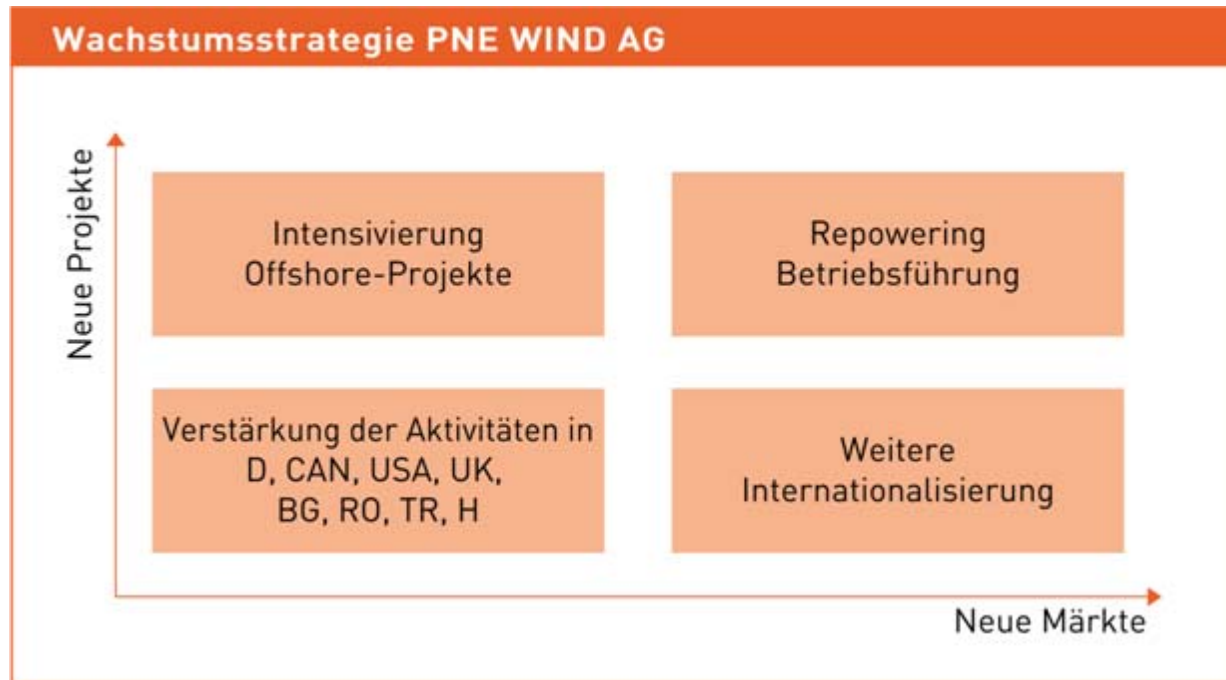 Wachstumsstrategie PNE WIND AG
Neue Projekte
Intensivierung
Offshore-Projekte
Repowering
Betriebsführung
Verstärkung der Aktivitäten in
D, CAN, USA, UK,
BG, RO, TR, H
Weitere
Internationalisierung
Neue Märkte